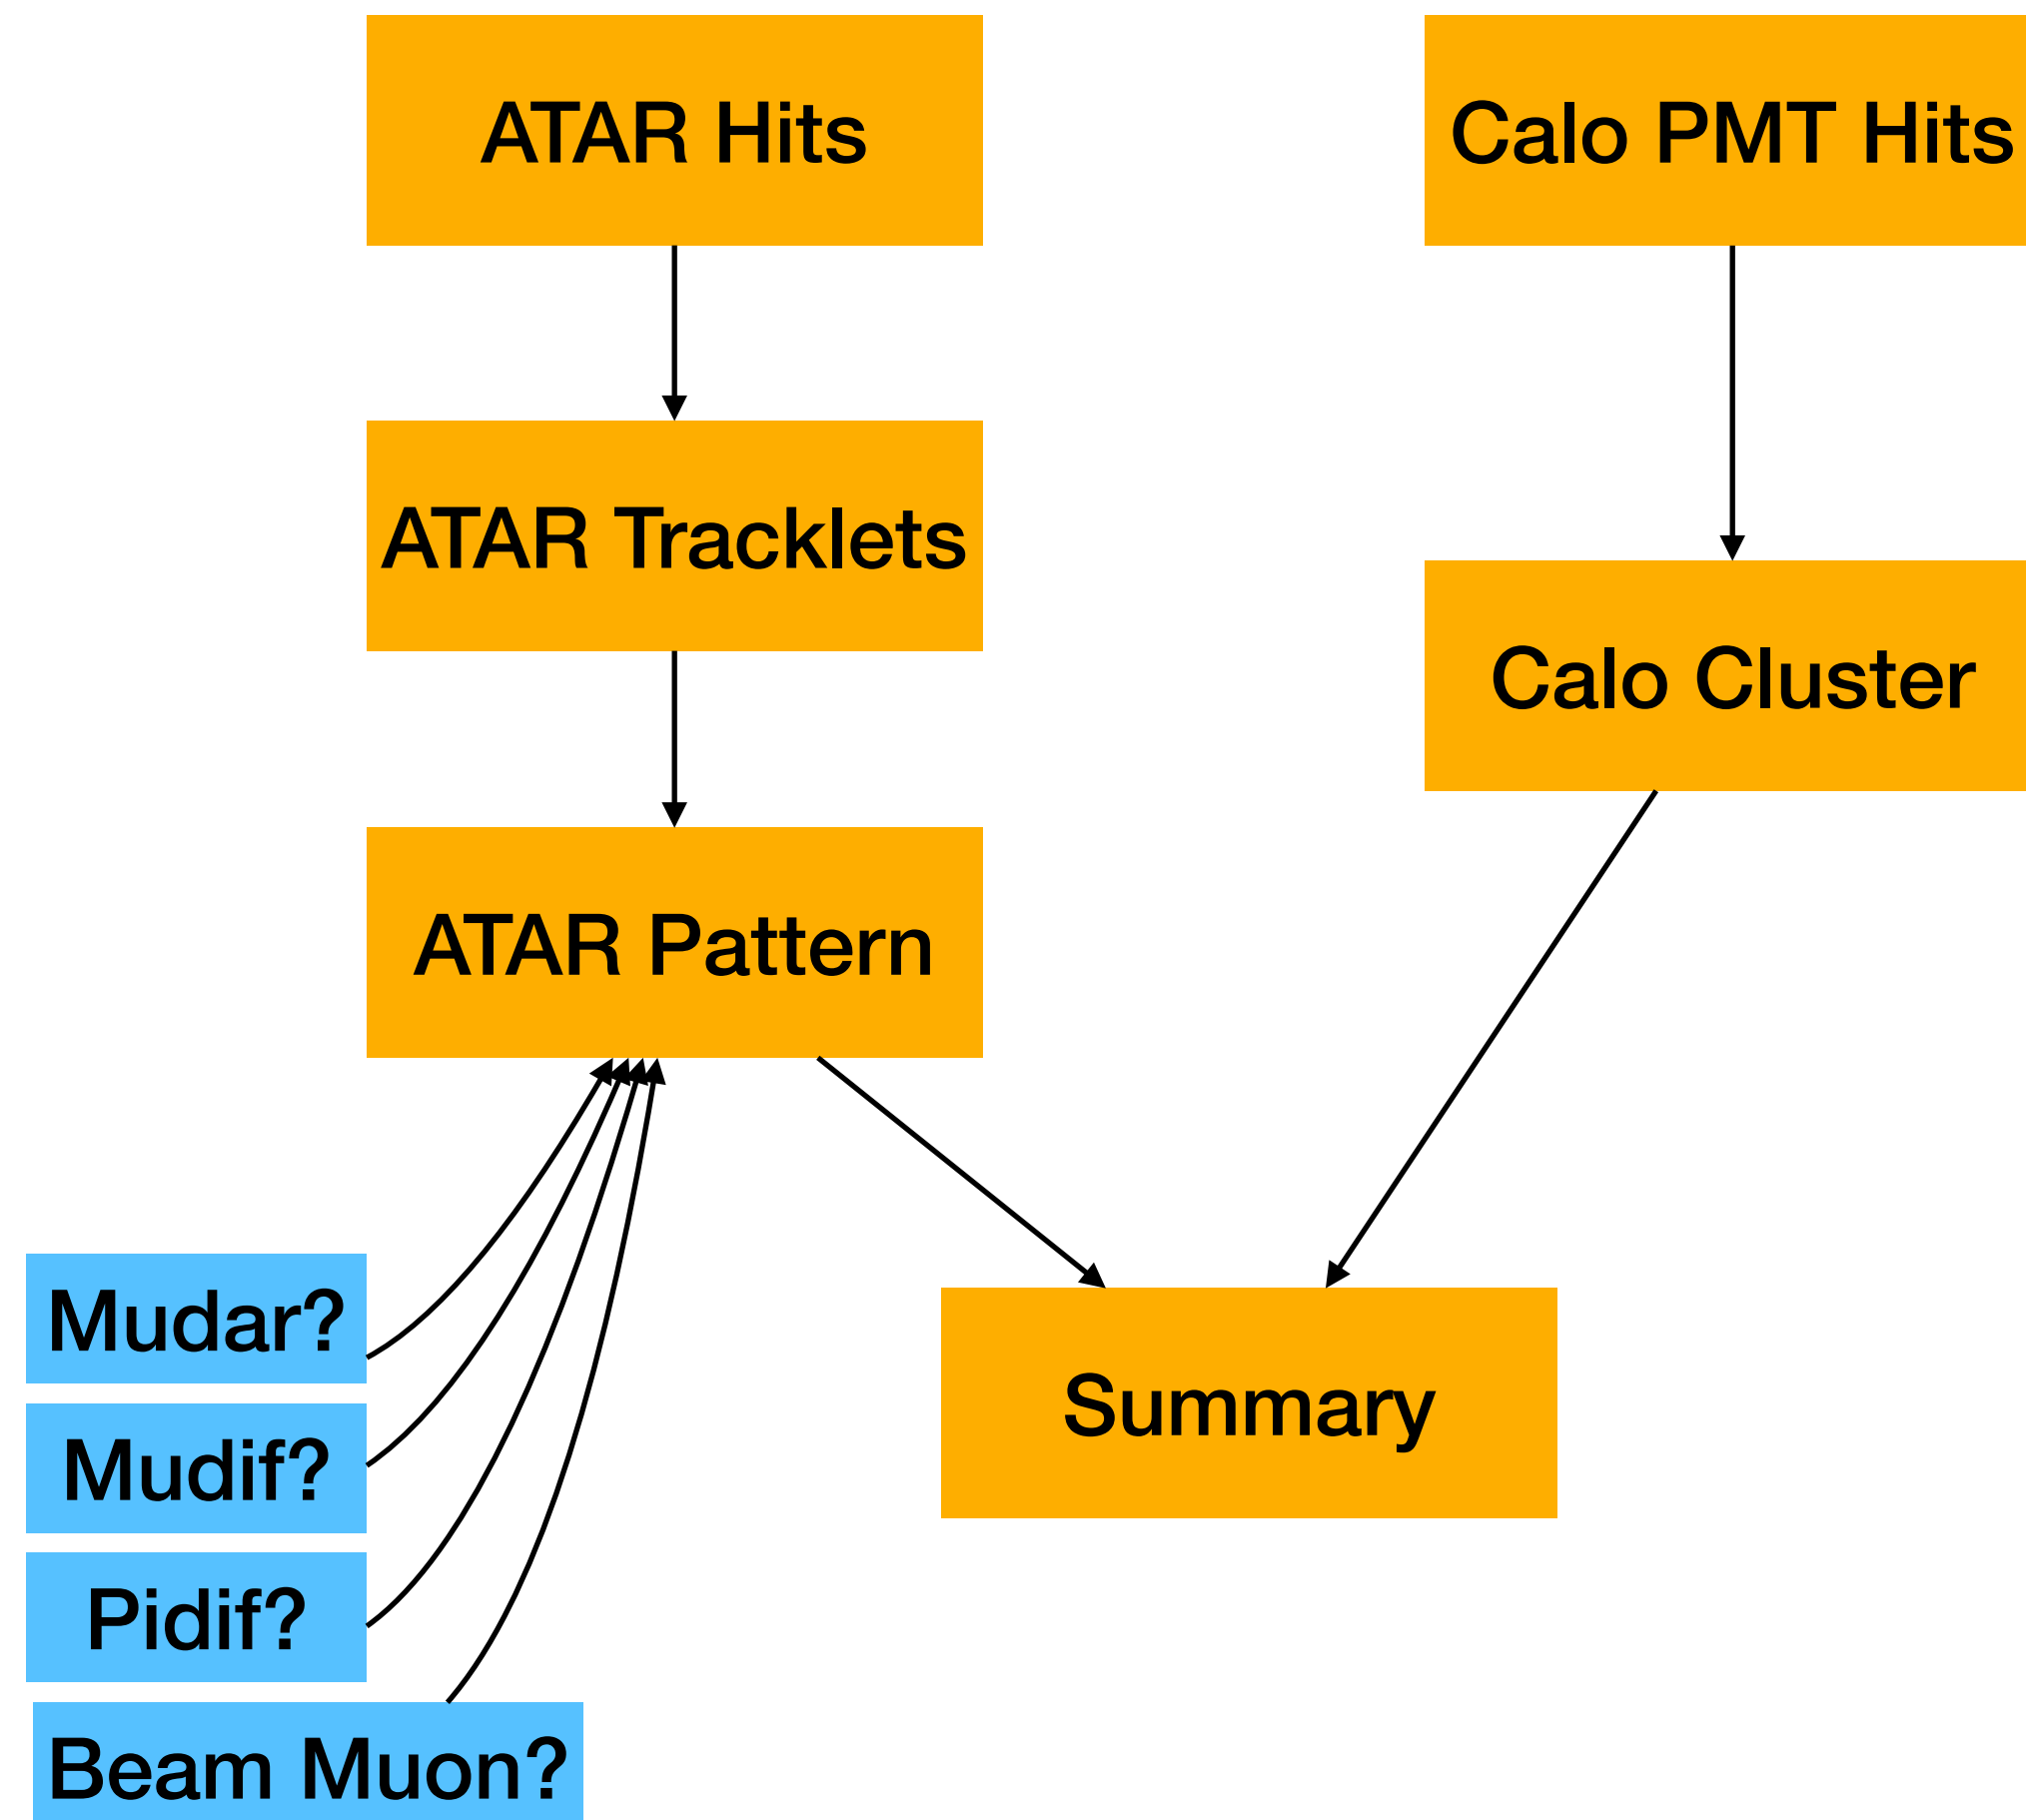 ATAR Hits
Calo PMT Hits
ATAR Tracklets
Calo Cluster
ATAR Pattern
Mudar?
Summary
Mudif?
Pidif?
Beam Muon?